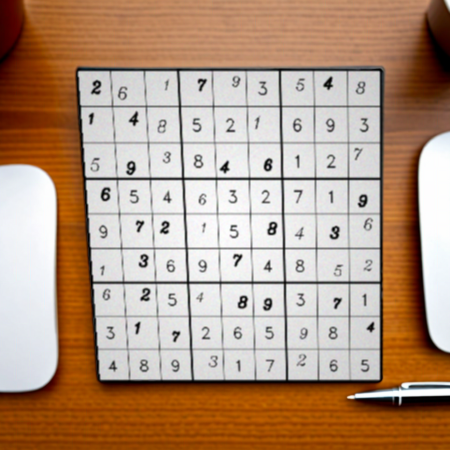 2 6 1 7 9 3 5 4 8
1 4 8 5 2 1 6 9 3
5 9 3 8 4 6 1 2 7
6 5 4 6 3 2 7 1 9
9 7 2 1 5 8 4 3 6
1 3 6 9 7 4 8 5 2
6 2 5 4 8 9 3 7 1
3 1 7 2 6 5 9 8 4
4 8 9 3 1 7 2 6 5